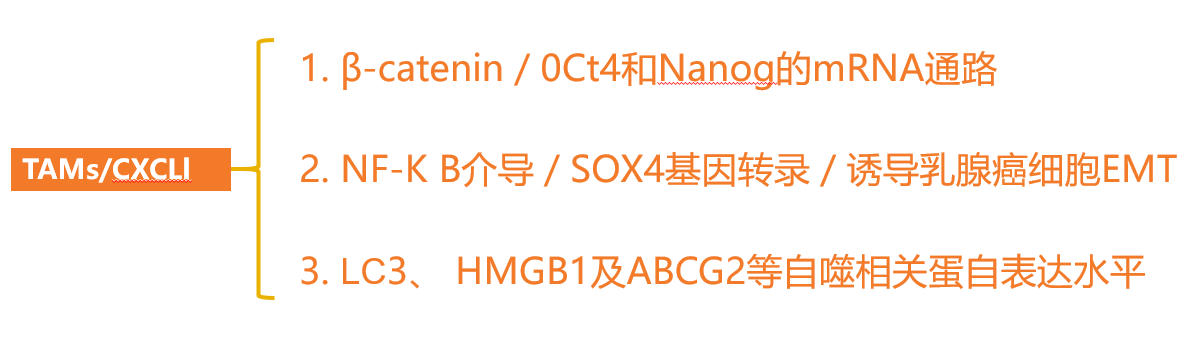 1. β-catenin / 0Ct4和Nanog的mRNA通路
TAMs/CXCLl
2. NF-K B介导 / SOX4基因转录 / 诱导乳腺癌细胞EMT
3. LC3、 HMGB1及ABCG2等自噬相关蛋自表达水平